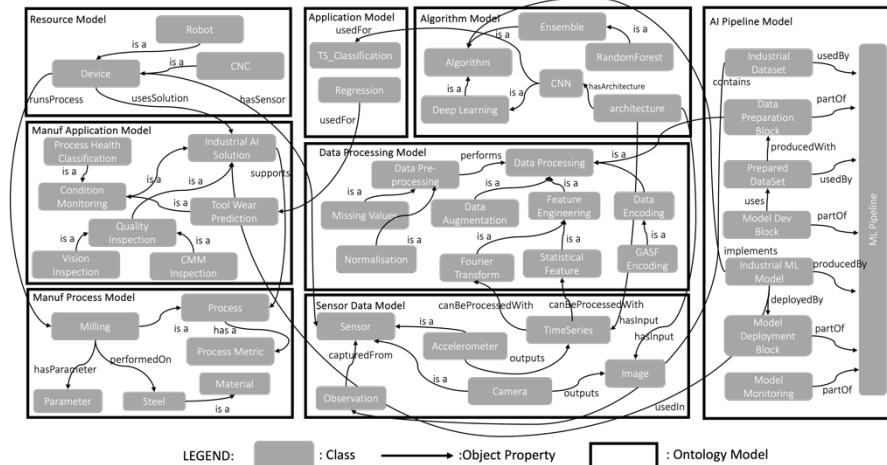 Resource Model
Robot
is a
CNC
is a
Device
runsProcess
usesSolution
hasSensor
Application Model
usedFor
TS_Classification
Regression
usedFor
Algorithm Model
Ensemble
is a
is a
RandomForest
Algorithm
is a
CNN
hasArchitecture
Deep Learning
is a
architecture
AI Pipeline Model
Industrial
Dataset
usedBy
contains
Data
Preparation
Block
partOf
producedWith
Prepared
DataSet
usedBy
uses
Model Dev
Block
partOf
implements
Industrial ML
Model
producedBy
deployedBy
Model
Deployment
Block
partOf
Model
Monitoring
partOf
ML Pipeline
Manuf Application Model
Process Health
Classification
Industrial AI
Solution
is a
is a
supports
Condition
Monitoring
is a
Tool Wear
Prediction
Quality
Inspection
is a
is a
is a
Vision
Inspection
CMM
Inspection
Data Processing Model
Data Pre-
processing
performs
Data Processing
is a
is a
is a
is a
is a
Missing Value
Data
Augmentation
Feature
Engineering
Data
Encoding
is a
is a
is a
is a
Normalisation
Fourier
Transform
Statistical
Feature
GASF
Encoding
Manuf Process Model
Milling
Process
is a
has a
Process Metric
hasParameter
performedOn
Material
Parameter
Steel
is a
Sensor Data Model
canBeProcessedWith
canBeProcessedWith
Sensor
is a
TimeSeries
hasInput
Accelerometer
hasInput
capturedFrom
outputs
Image
is a
Camera
outputs
Observation
usedIn
LEGEND:
: Class
:Object Property
: Ontology Model